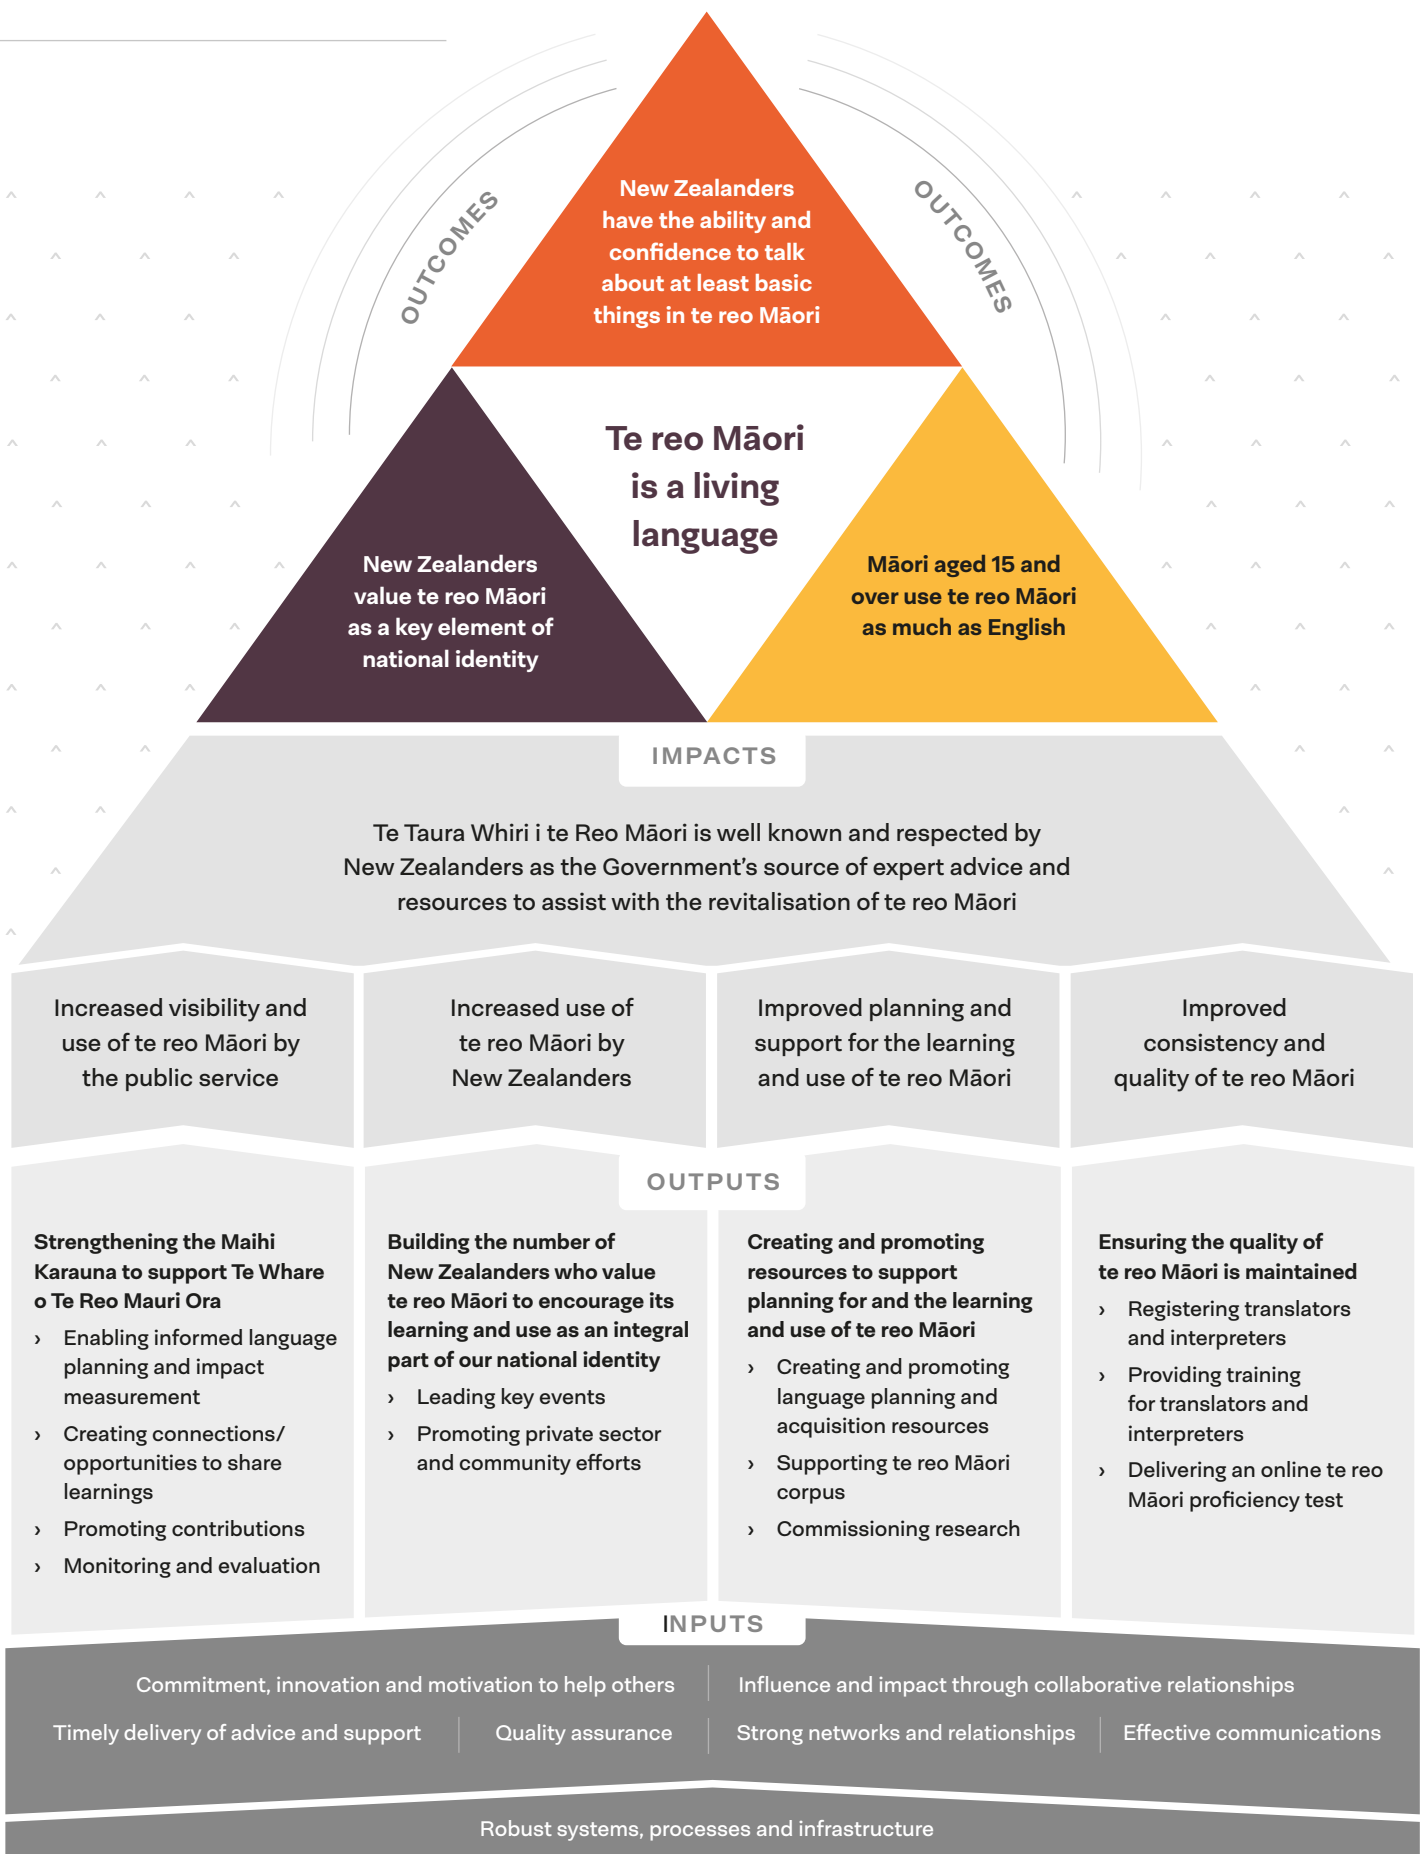 OUTCOMES
OUTCOMES
New Zealanders
have the ability and
confidence to talk
about at least basic
things in te reo Māori
Te reo Māori
is a living
language
New Zealanders
value te reo Māori
as a key element of
national identity
Māori aged 15 and
over use te reo Māori
as much as English
IMPACTS
Te Taura Whiri i te Reo Māori is well known and respected by
New Zealanders as the Government's source of expert advice and
resources to assist with the revitalisation of te reo Māori
Increased visibility and
use of te reo Māori by
the public service
Increased use of
te reo Māori by
New Zealanders
Improved planning and
support for the learning
and use of te reo Māori
Improved
consistency and
quality of te reo Māori
OUTPUTS
Strengthening the Maihi
Karauna to support Te Whare
o Te Reo Mauri Ora
› Enabling informed language
planning and impact
measurement
› Creating connections/
opportunities to share
learnings
› Promoting contributions
› Monitoring and evaluation
Building the number of
New Zealanders who value
te reo Māori to encourage its
learning and use as an integral
part of our national identity
› Leading key events
› Promoting private sector
and community efforts
Creating and promoting
resources to support
planning for and the learning
and use of te reo Māori
› Creating and promoting
language planning and
acquisition resources
› Supporting te reo Māori
corpus
› Commissioning research
Ensuring the quality of
te reo Māori is maintained
› Registering translators
and interpreters
› Providing training
for translators and
interpreters
› Delivering an online te reo
Māori proficiency test
INPUTS
Commitment, innovation and motivation to help others
Influence and impact through collaborative relationships
Timely delivery of advice and support
Quality assurance
Strong networks and relationships
Effective communications
Robust systems, processes and infrastructure